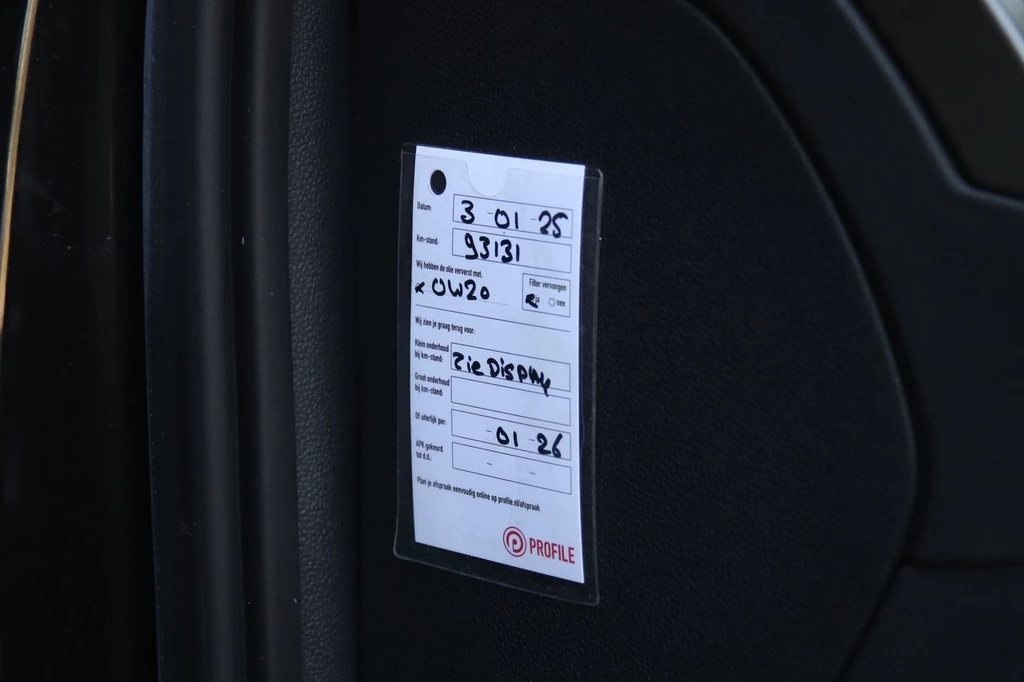 Datum: 3 - 01 - 25
Km-stand: 93131
Wij hebben de olie ververst met:
Filter vervangen
x 0W20
ja nee
Wij zien je graag terug voor:
Klein onderhoud
bij km-stand: Zie Display
Groot onderhoud
bij km-stand:
Of uiterlijk per: - 01 - 26
APK gekeurd
tot d.d.: - -
Plan je afspraak eenvoudig online op profile.nl/afspraak
PROFILE